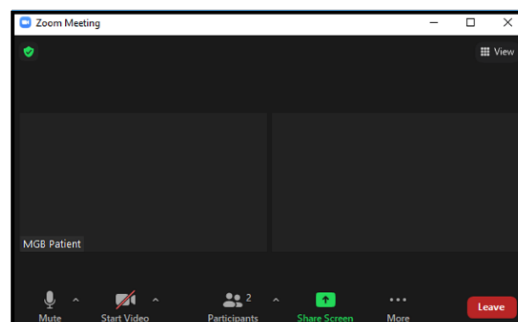 Zoom Meeting
View
MGB Patient
2
Mute Start Video Participants Share Screen More Leave